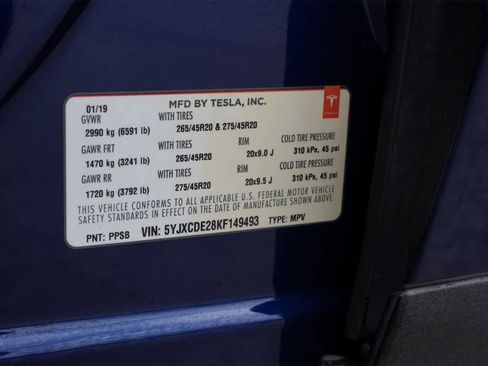 01/19 MFD BY TESLA, INC. TESLA
GVWR WITH TIRES
2990 kg (6591 lb) 265/45R20 & 275/45R20
GAWR FRT WITH TIRES RIM COLD TIRE PRESSURE
1470 kg (3241 lb) 265/45R20 20x9.0 J 310 kPa, 45 psi
GAWR RR WITH TIRES RIM COLD TIRE PRESSURE
1720 kg (3792 lb) 275/45R20 20x9.5 J 310 kPa, 45 psi
THIS VEHICLE CONFORMS TO ALL APPLICABLE U.S. FEDERAL MOTOR VEHICLE
SAFETY STANDARDS IN EFFECT ON THE DATE OF MANUFACTURE SHOWN ABOVE.
PNT: PPSB VIN: 5YJXCDE28KF149493 TYPE: MPV